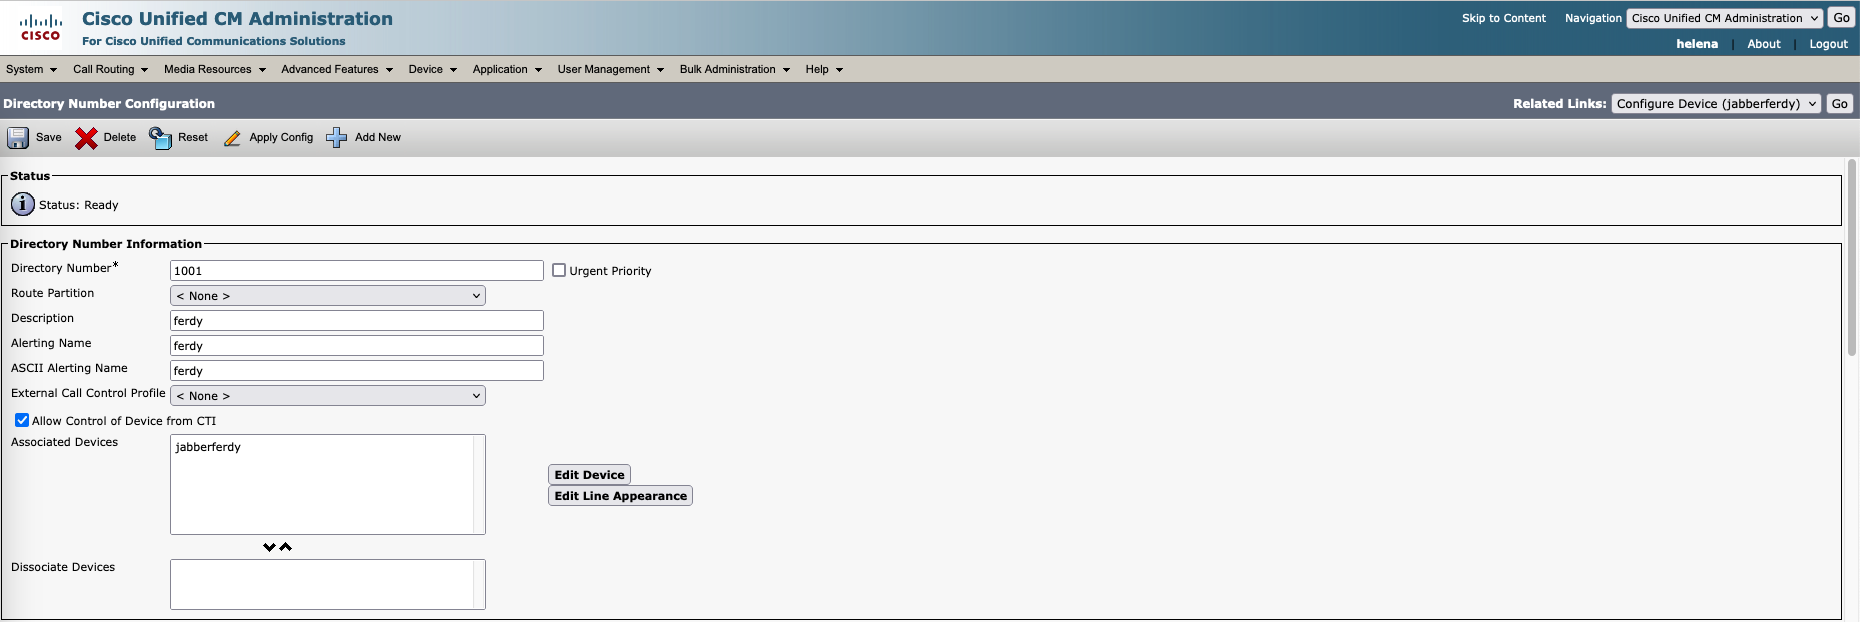 CISCO
Cisco Unified CM Administration
For Cisco Unified Communications Solutions
Skip to Content Navigation Cisco Unified CM Administration Go
helena | About | Logout
System Call Routing Media Resources Advanced Features Device Application User Management Bulk Administration Help
Directory Number Configuration
Related Links: Configure Device (jabberferdy) Go
Save Delete Reset Apply Config Add New
Status
Status: Ready
Directory Number Information
Directory Number* 1001 Urgent Priority
Route Partition < None >
Description ferdy
Alerting Name ferdy
ASCII Alerting Name ferdy
External Call Control Profile < None >
Allow Control of Device from CTI
Associated Devices jabberferdy
Edit Device
Edit Line Appearance
Dissociate Devices